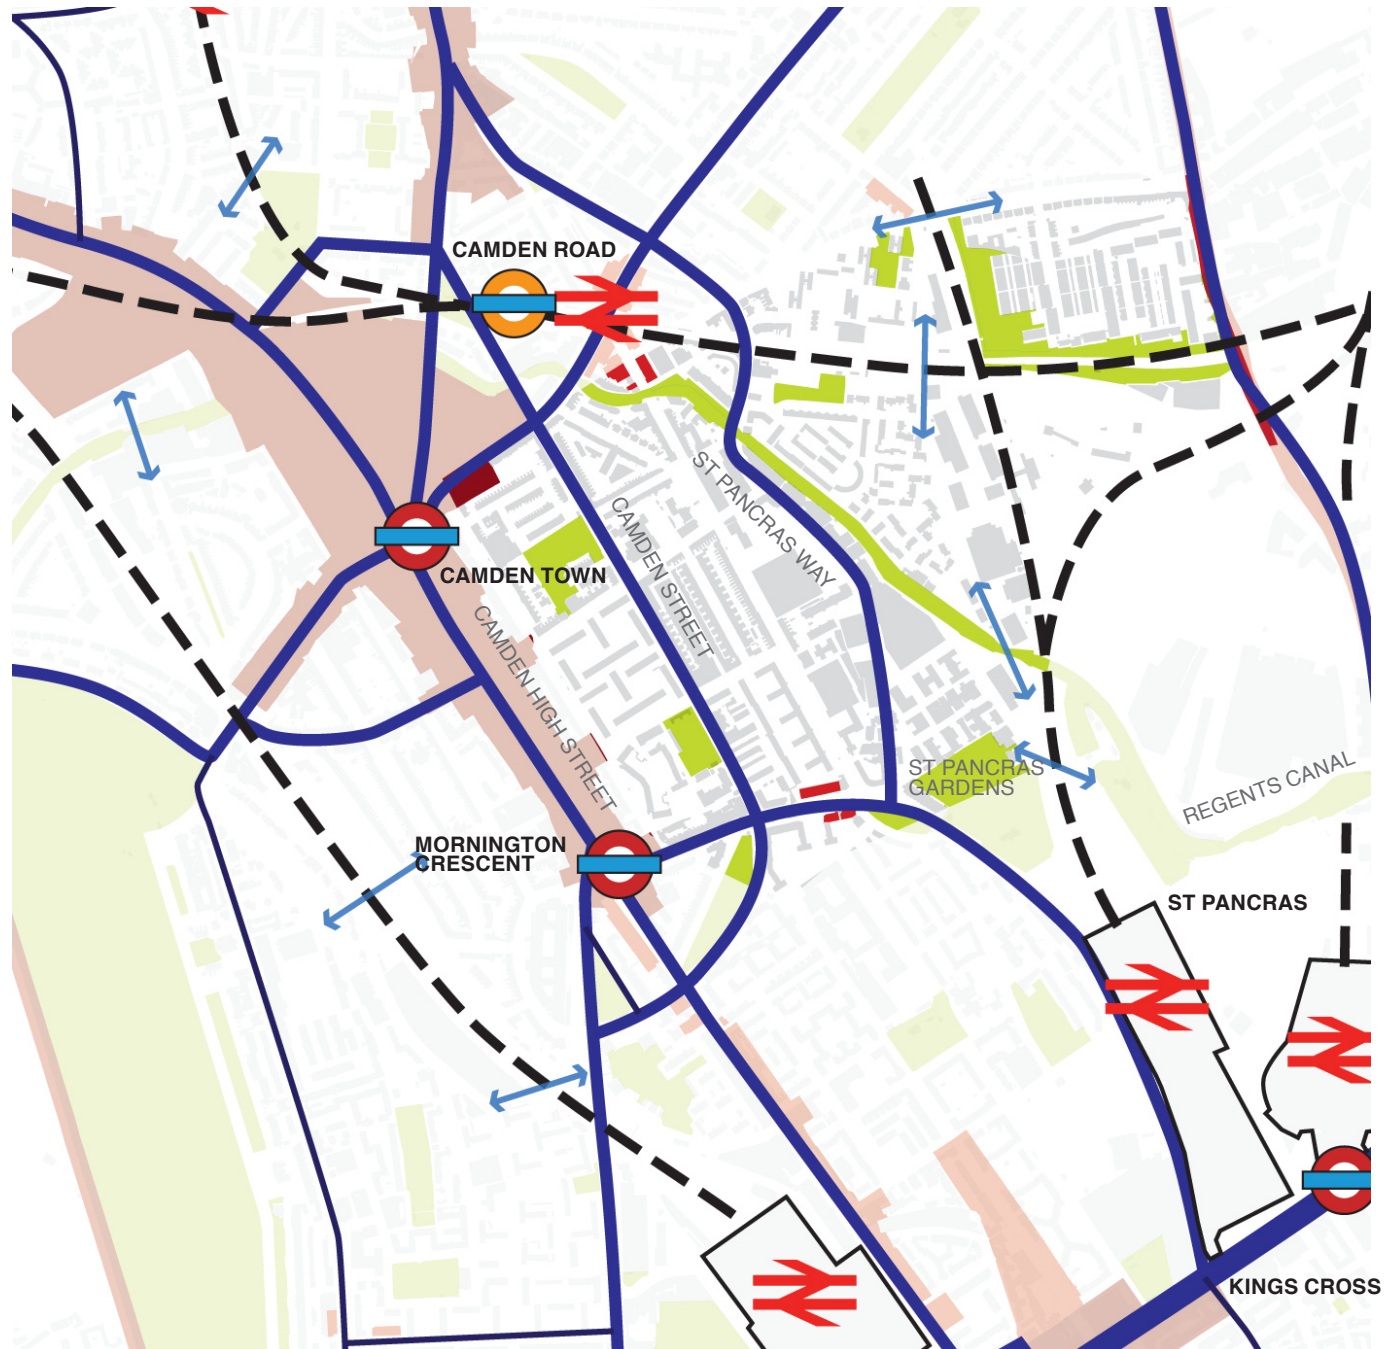 CAMDEN ROAD
ST PANCRAS WAY
CAMDEN STREET
CAMDEN TOWN
CAMDEN HIGH STREET
ST PANCRAS
GARDENS
REGENTS CANAL
MORNINGTON
CRESCENT
ST PANCRAS
KINGS CROSS